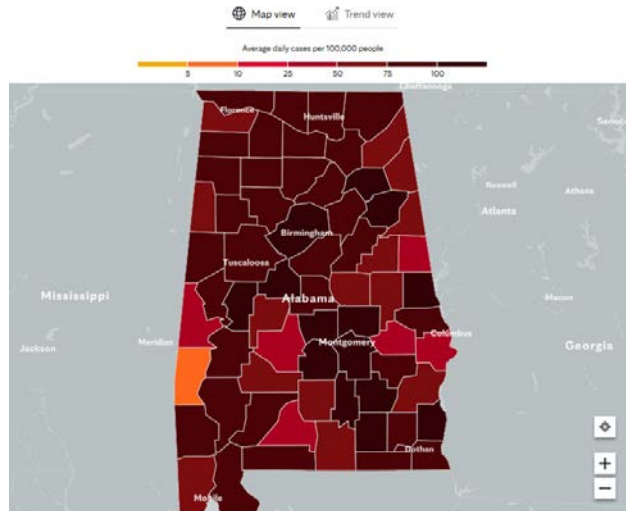 Map view
Trend view
Average daily cases per 100,000 people
5 10 25 50 75 100
Chattanooga
Florence
Huntsville
Roswell
Athens
Atlanta
Birmingham
Tuscaloosa
Mississippi
Alabama
Macon
Jackson
Meridian
Montgomery
Columbus
Georgia
Dothan
Mobile
+
−